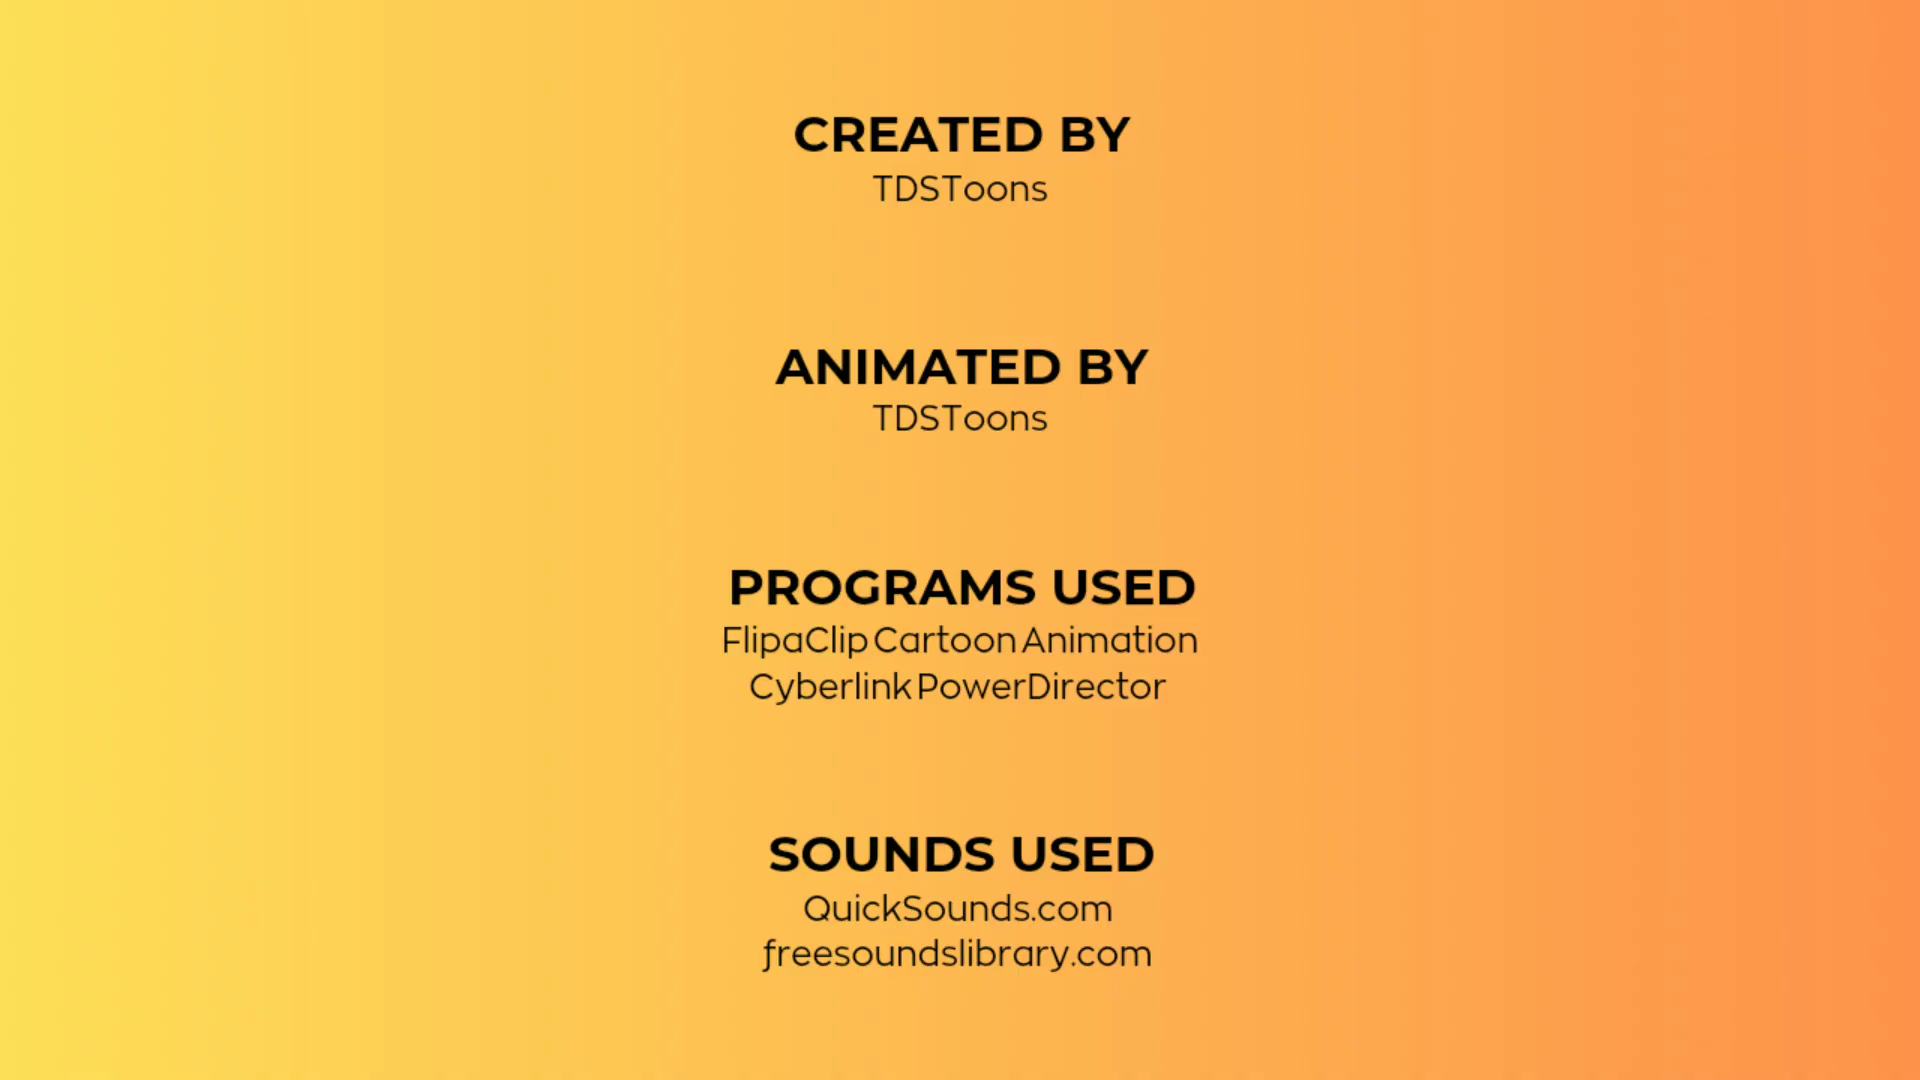 CREATED BY
TDSToons
ANIMATED BY
TDSToons
PROGRAMS USED
FlipaClip Cartoon Animation
Cyberlink PowerDirector
SOUNDS USED
QuickSounds.com
freesoundslibrary.com